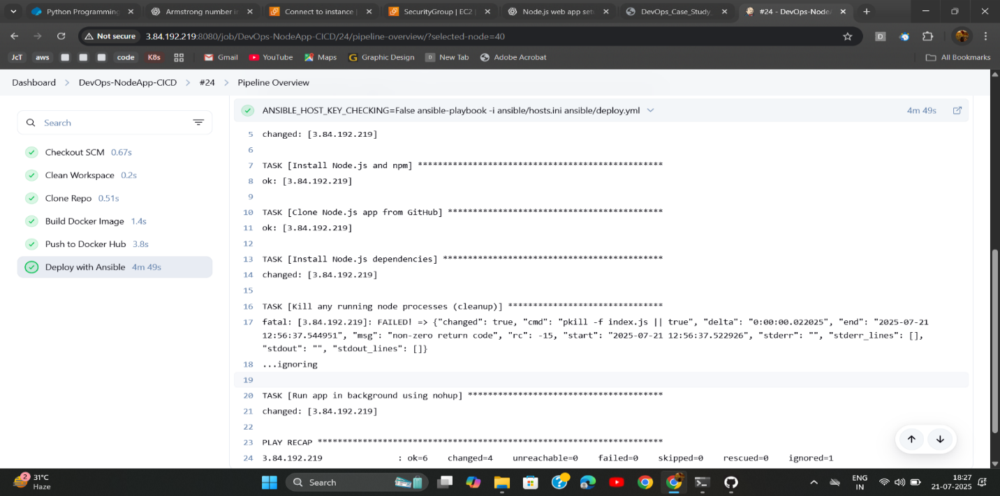 Python Programming
Armstrong number in
Connect to instance |
SecurityGroup | EC2 |
Node.js web app set
DevOps_Case_Study_
#24 - DevOps-NodeA
Not secure
3.84.192.219:8080/job/DevOps-NodeApp-CICD/24/pipeline-overview/?selected-node=40
D
JcT
aws
code
K8s
Gmail
YouTube
Maps
G Graphic Design
D New Tab
Adobe Acrobat
All Bookmarks
Dashboard > DevOps-NodeApp-CICD > #24 > Pipeline Overview
Search
Checkout SCM 0.67s
Clean Workspace 0.2s
Clone Repo 0.51s
Build Docker Image 1.4s
Push to Docker Hub 3.8s
Deploy with Ansible 4m 49s
ANSIBLE_HOST_KEY_CHECKING=False ansible-playbook -i ansible/hosts.ini ansible/deploy.yml
4m 49s
5 changed: [3.84.192.219]
6
7 TASK [Install Node.js and npm] *************************************************
8 ok: [3.84.192.219]
9
10 TASK [Clone Node.js app from GitHub] *******************************************
11 ok: [3.84.192.219]
12
13 TASK [Install Node.js dependencies] ********************************************
14 changed: [3.84.192.219]
15
16 TASK [Kill any running node processes (cleanup)] *******************************
17 fatal: [3.84.192.219]: FAILED! => {"changed": true, "cmd": "pkill -f index.js || true", "delta": "0:00:00.022025", "end": "2025-07-21
12:56:37.544951", "msg": "non-zero return code", "rc": -15, "start": "2025-07-21 12:56:37.522926", "stderr": "", "stderr_lines": [],
"stdout": "", "stdout_lines": []}
18 ...ignoring
19
20 TASK [Run app in background using nohup] ***************************************
21 changed: [3.84.192.219]
22
23 PLAY RECAP *********************************************************************
24 3.84.192.219 : ok=6 changed=4 unreachable=0 failed=0 skipped=0 rescued=0 ignored=1
2
31°C
Haze
Search
ENG
IN
18:27
21-07-2025